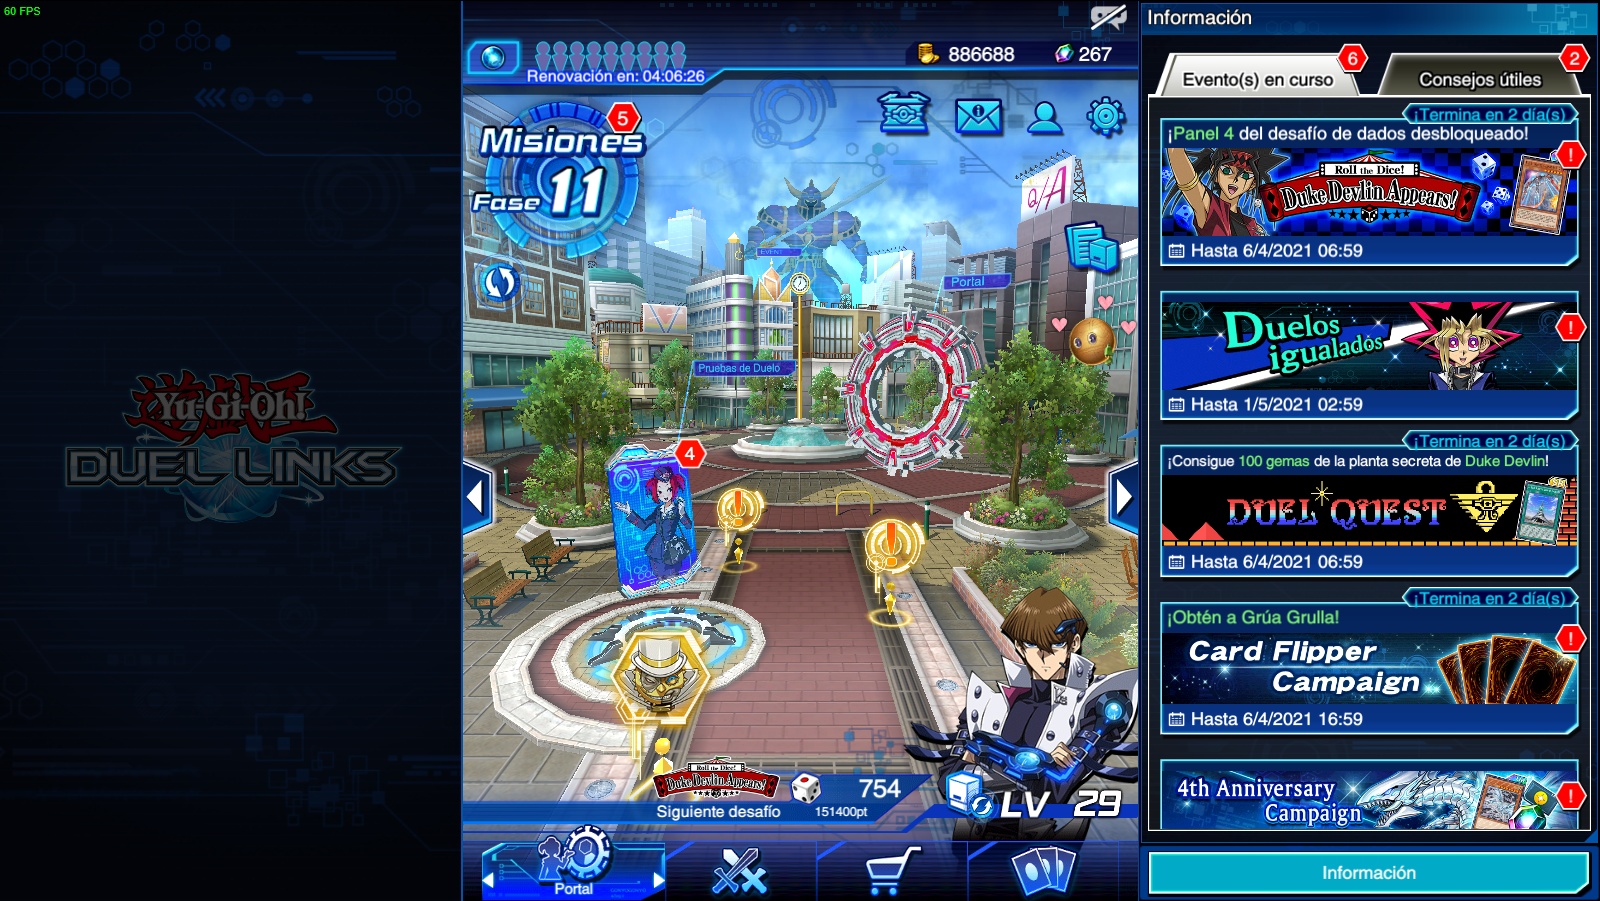 60 FPS
Yu-Gi-Oh!
DUEL LINKS
Renovación en: 04:06:26
886688
267
5
Misiones
Fase 11
Q/A
EVENT
Portal
Pruebas de Duelo
4
Roll the Dice!
Duke Devlin Appears!
754
Siguiente desafío
151400pt
LV 29
Portal
Información
Evento(s) en curso
6
Consejos útiles
2
¡Termina en 2 día(s)
¡Panel 4 del desafío de dados desbloqueado!
!
Roll the Dice!
Duke Devlin Appears!
Hasta 6/4/2021 06:59
Duelos
igualados
!
Hasta 1/5/2021 02:59
¡Termina en 2 día(s)
¡Consigue 100 gemas de la planta secreta de Duke Devlin!
DUEL QUEST
Hasta 6/4/2021 06:59
¡Termina en 2 día(s)
¡Obtén a Grúa Grulla!
!
Card Flipper
Campaign
Hasta 6/4/2021 16:59
4th Anniversary
Campaign
!
Información